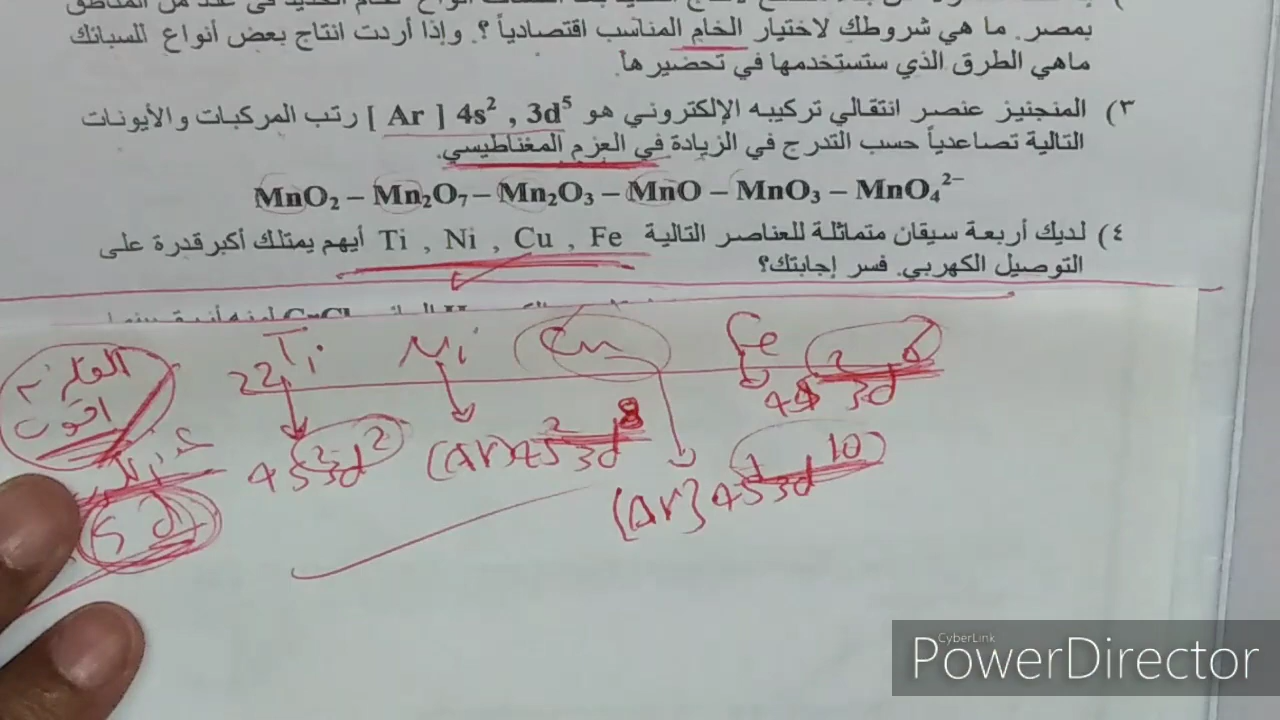 بمصر. ما هي شروطك لاختيار الخام المناسب اقتصادياً ؟. وإذا أردت انتاج بعض أنواع للسبائك
ماهي الطرق الذي ستستخدمها في تحضيرها.
٣) المنجنيز عنصر انتقالي تركيبه الإلكتروني هو [ Ar ] 4s², 3d⁵ رتب المركبات والأيونات
التالية تصاعدياً حسب التدرج في الزيادة في العزم المغناطيسي.
MnO₂ – Mn₂O₇ – Mn₂O₃ – MnO – MnO₃ – MnO₄²⁻
٤) لديك أربعة سيقان متماثلة للعناصر التالية Ti , Ni , Cu , Fe أيهم يمتلك أكبر قدرة على
التوصيل الكهربي. فسر إجابتك؟
₂₂Ti Ni Cu Fe
4s 3d
4s² 3d² (Ar) 4s² 3d⁸
[Ar] 4s¹ 3d¹⁰
CyberLink
PowerDirector